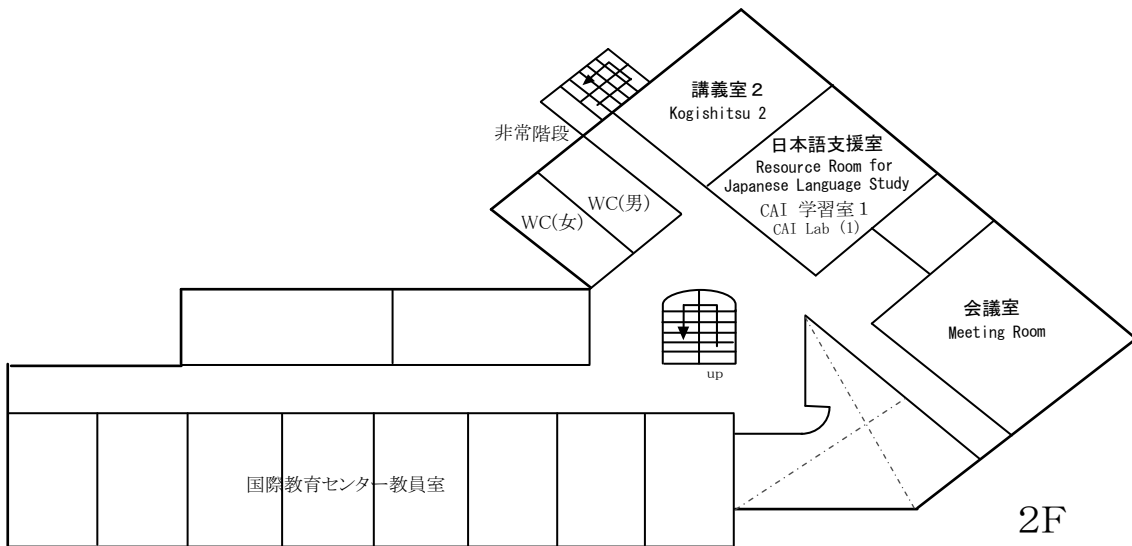 講義室２
Kogishitsu 2
非常階段
日本語支援室
Resource Room for
Japanese Language Study
CAI 学習室１
CAI Lab (1)
WC(男)
WC(女)
会議室
Meeting Room
up
国際教育センター教員室
2F